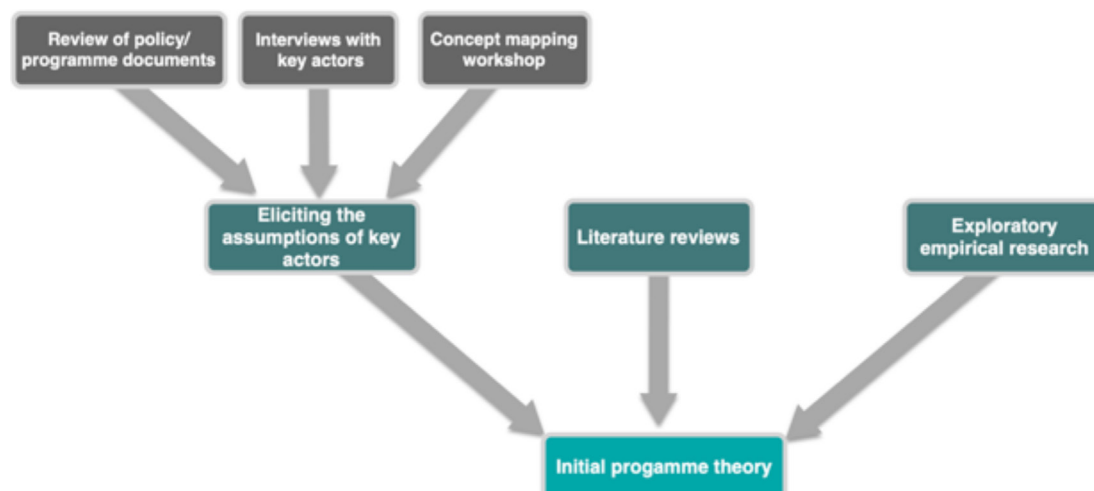 Review of policy/
programme documents
Interviews with
key actors
Concept mapping
workshop
Eliciting the
assumptions of key
actors
Literature reviews
Exploratory
empirical research
Initial progamme theory